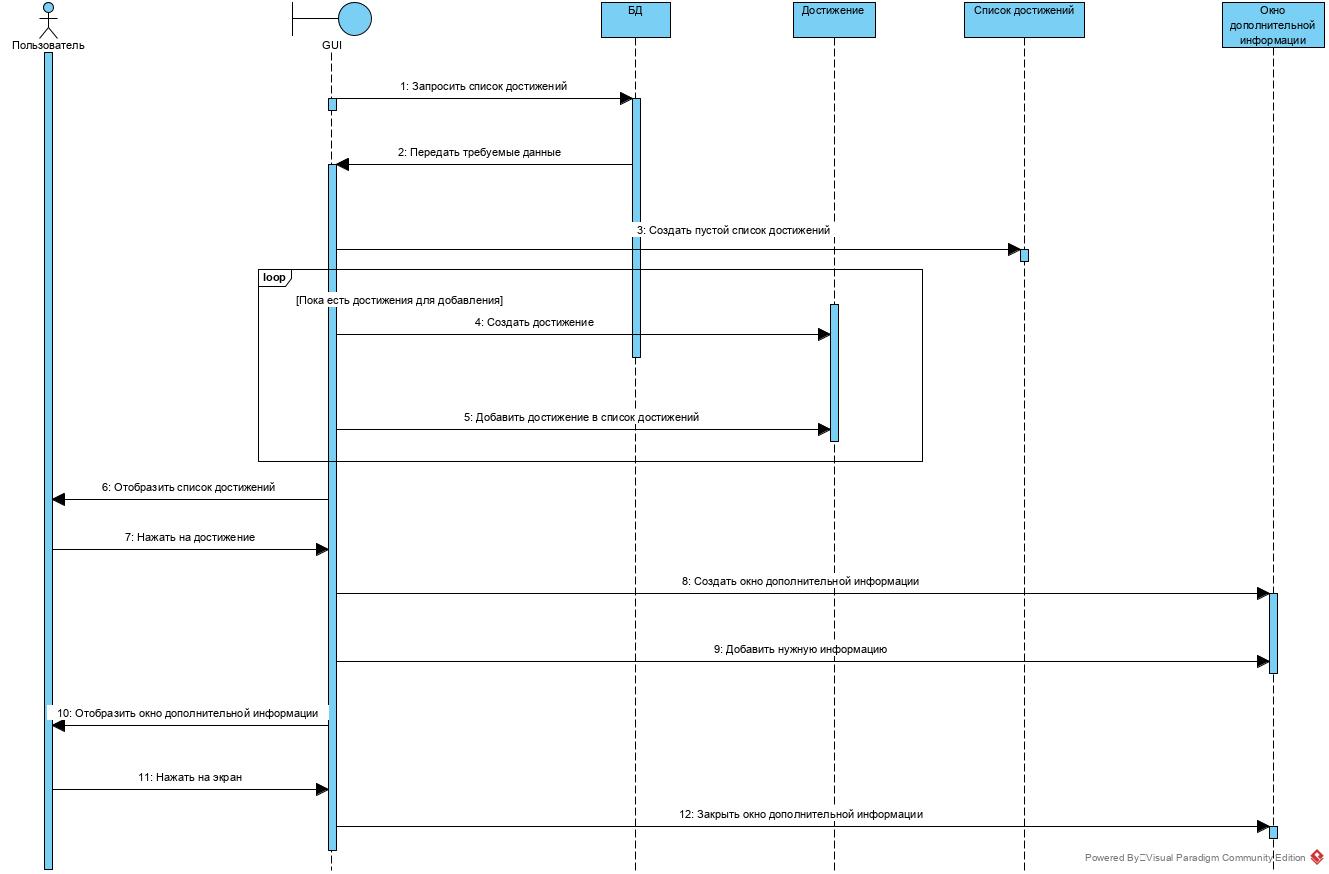 Пользователь
GUI
БД
Достижение
Список достижений
Окно
дополнительной
информации
1: Запросить список достижений
2: Передать требуемые данные
3: Создать пустой список достижений
loop
[Пока есть достижения для добавления]
4: Создать достижение
5: Добавить достижение в список достижений
6: Отобразить список достижений
7: Нажать на достижение
8: Создать окно дополнительной информации
9: Добавить нужную информацию
10: Отобразить окно дополнительной информации
11: Нажать на экран
12: Закрыть окно дополнительной информации
Powered By Visual Paradigm Community Edition